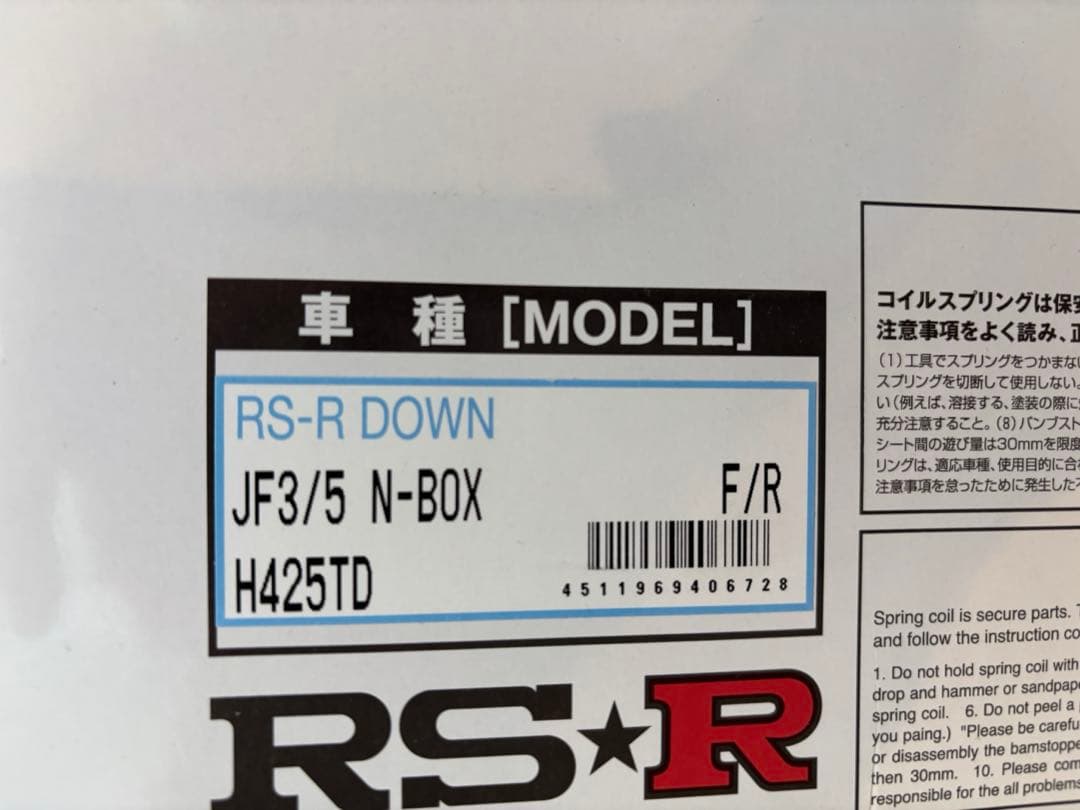 車 種 [MODEL]
RS-R DOWN
JF3/5 N-BOX F/R
H425TD
4511969406728
RS★R
コイルスプリングは保安
注意事項をよく読み、正
(1)工具でスプリングをつかまない
スプリングを切断して使用しない。
い(例えば、溶接する、塗装の際に
充分注意すること。(8)バンプスト
シート間の遊び量は30mmを限度
リングは、適応車種、使用目的に合
注意事項を怠ったために発生した
Spring coil is secure parts.
and follow the instruction co
1. Do not hold spring coil with
drop and hammer or sandpape
spring coil. 6. Do not peel a
you paing.) "Please be carefu
or disassembly the bamstoppe
then 30mm. 10. Please com
responsible for the all problems